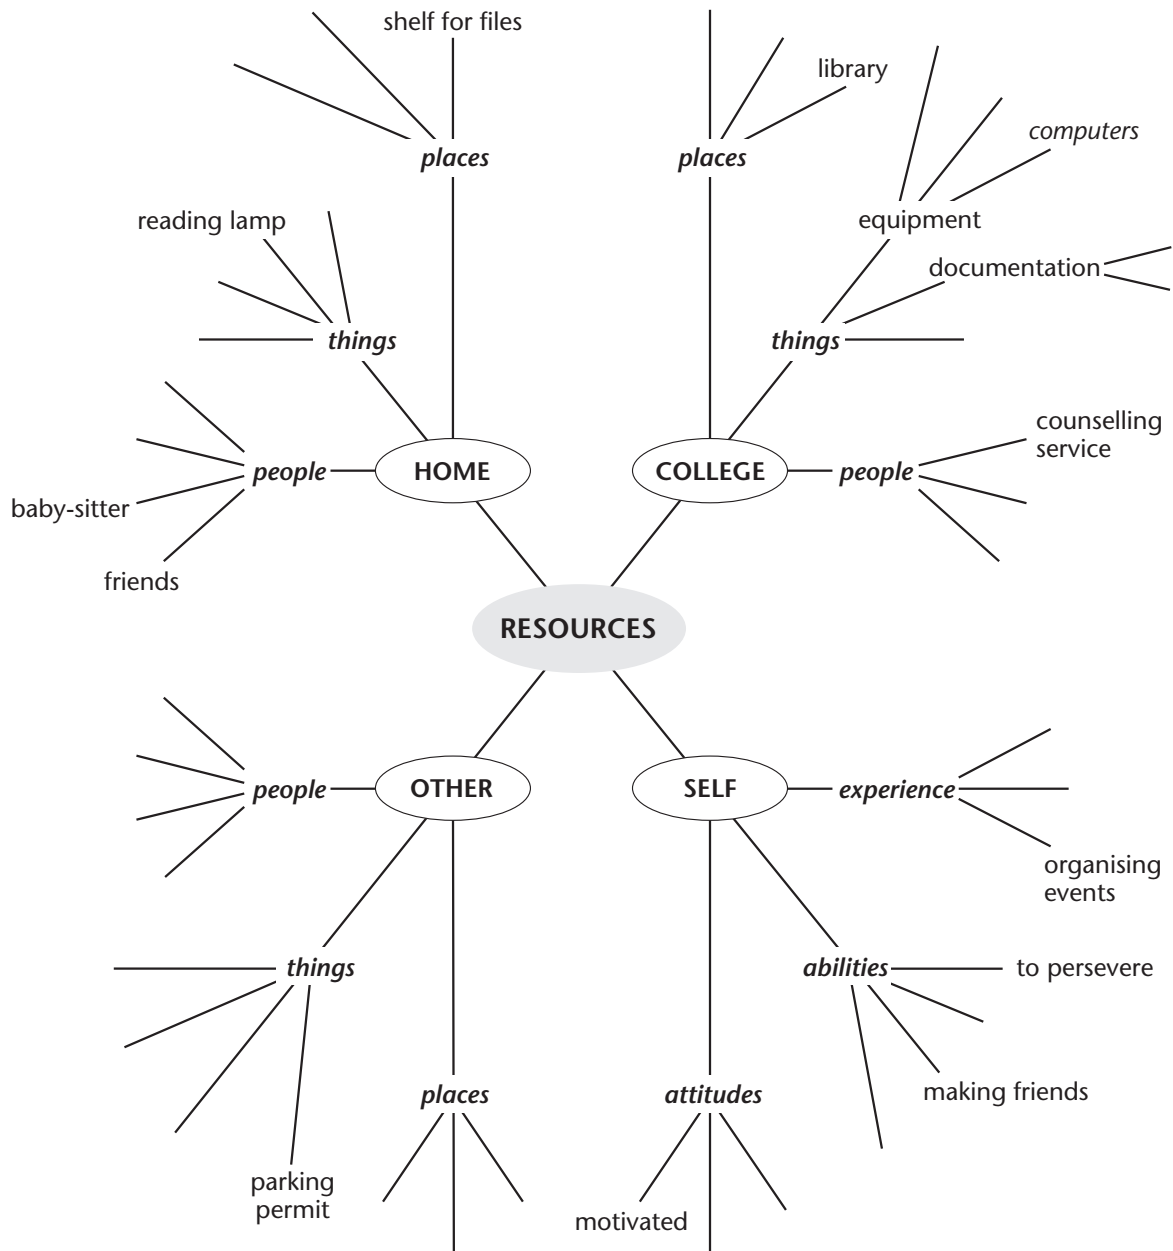 shelf for files
library
computers
places
places
reading lamp
equipment
documentation
things
things
counselling
service
people
HOME
COLLEGE
people
baby-sitter
friends
RESOURCES
people
OTHER
SELF
experience
organising
events
things
abilities
to persevere
places
attitudes
making friends
parking
permit
motivated